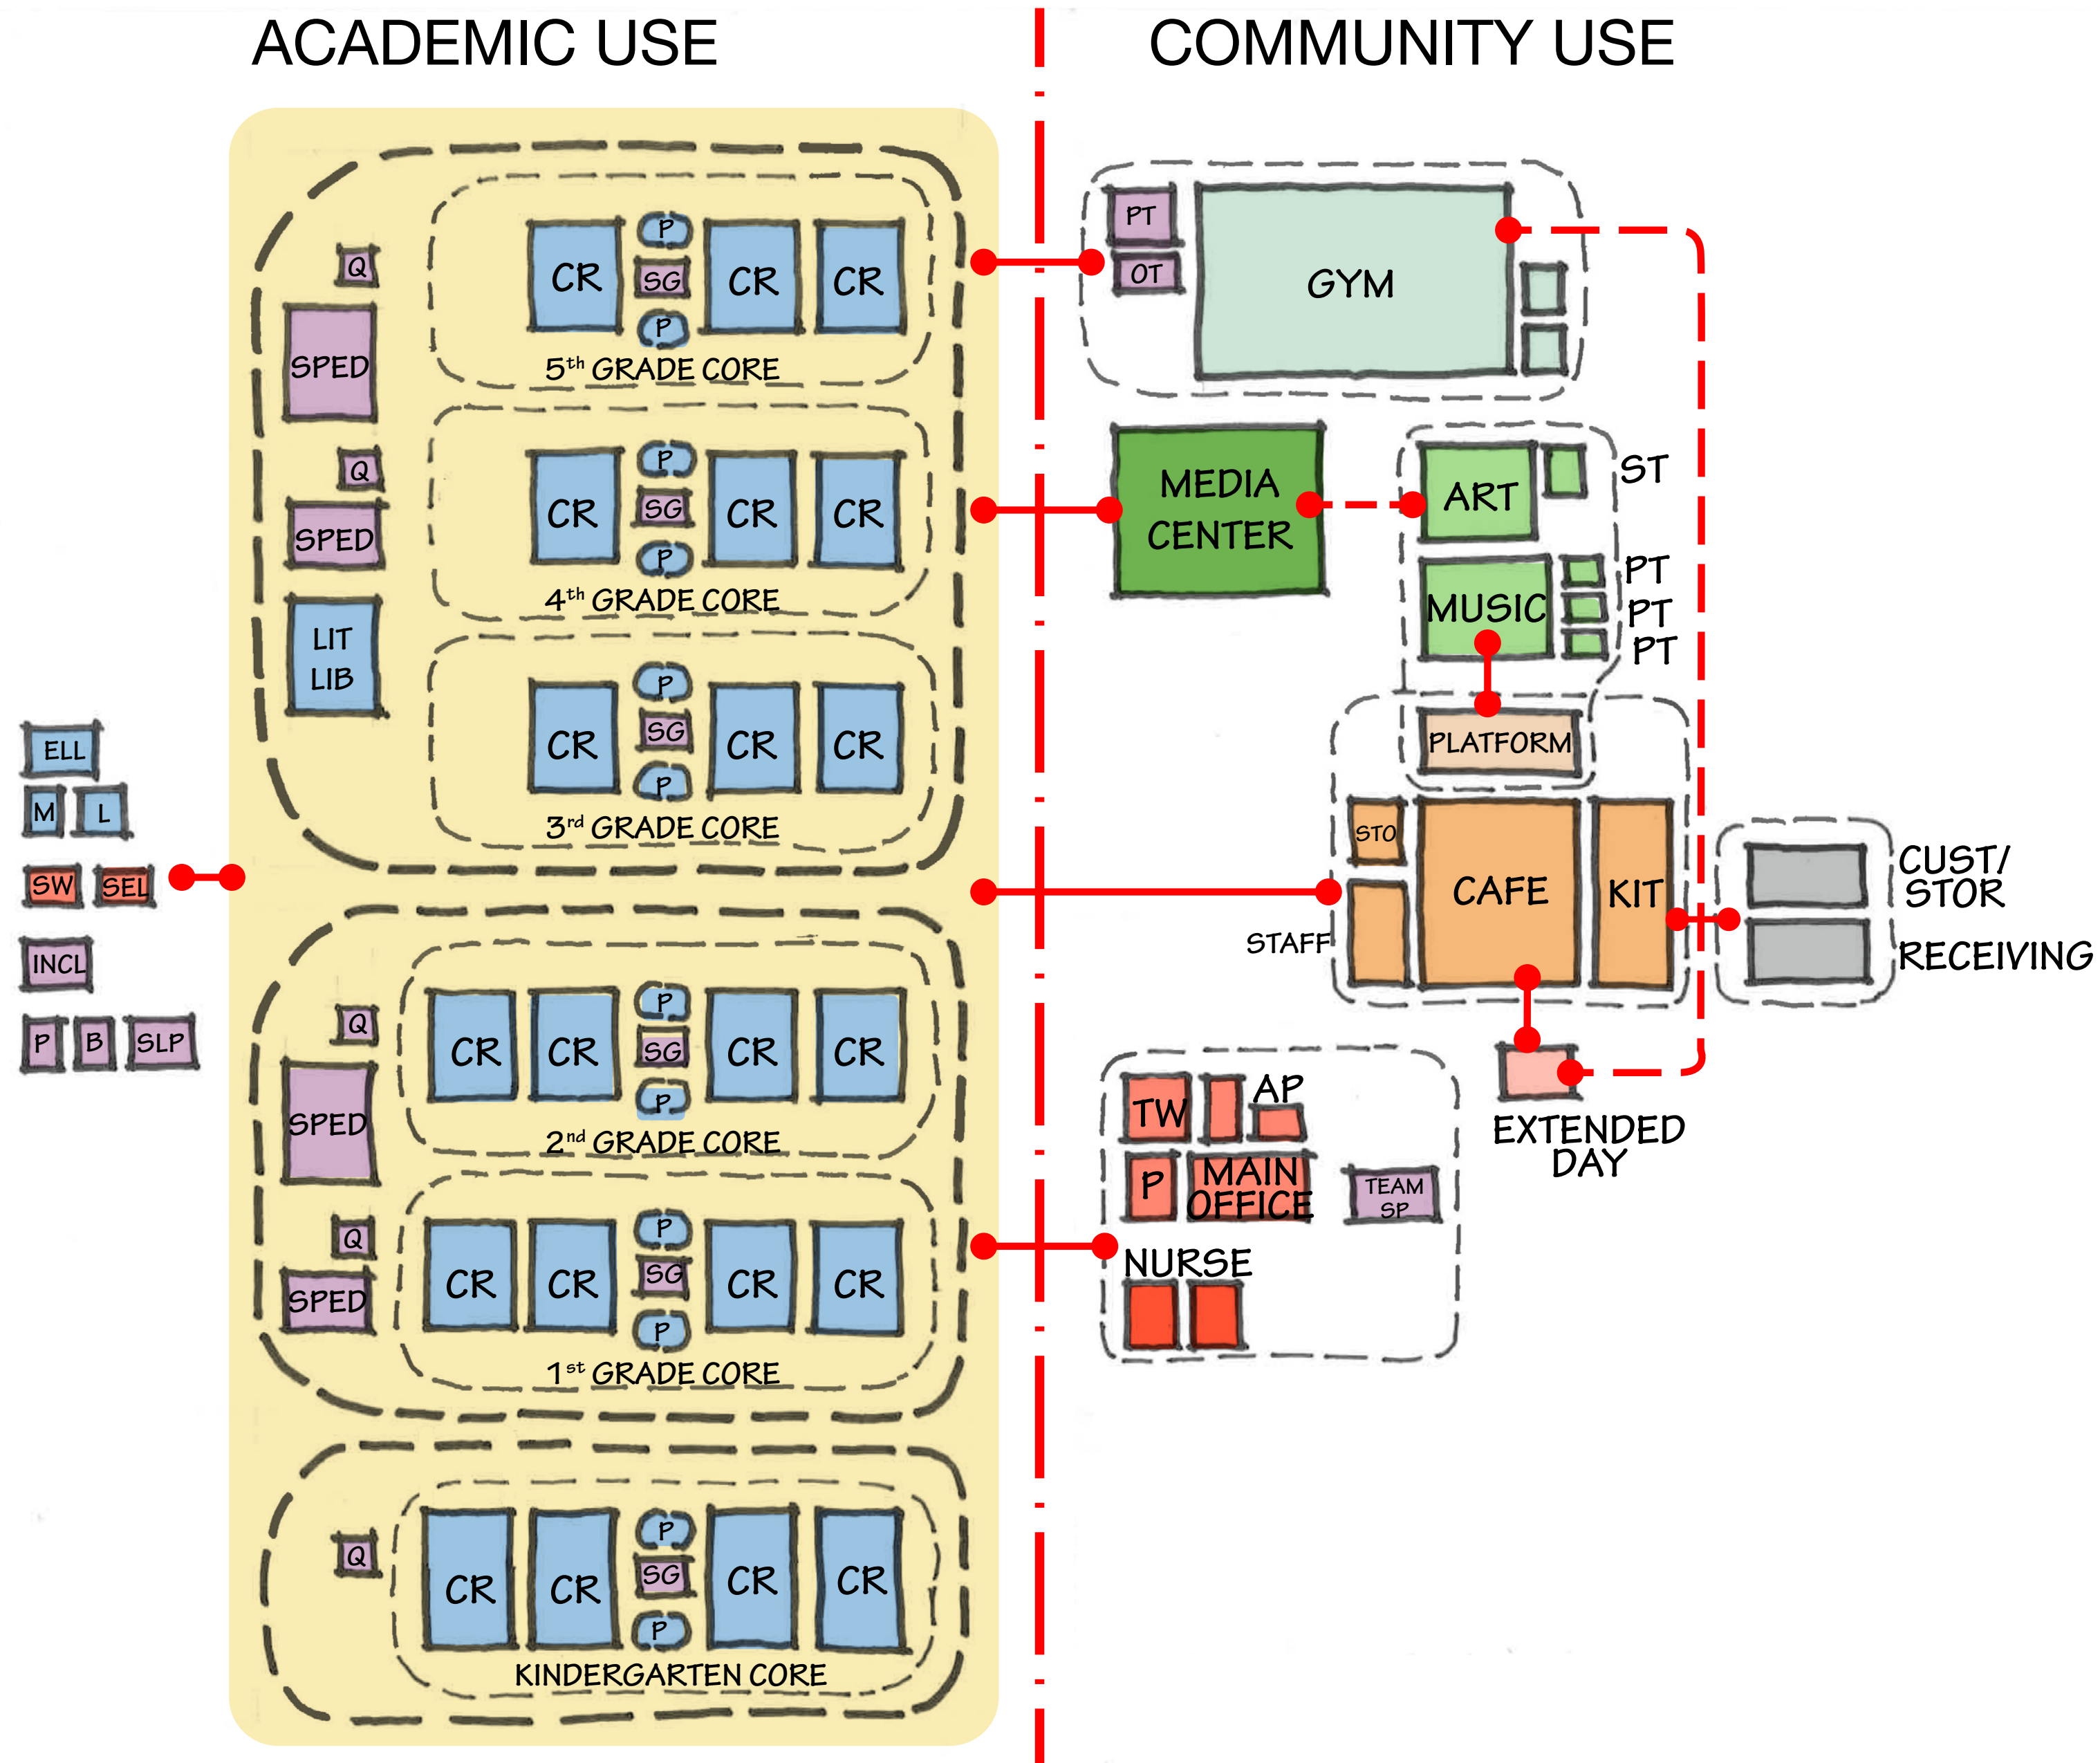 ACADEMIC USE
COMMUNITY USE
Q
SPED
Q
SPED
LIT
LIB
CR
P
SG
P
CR
CR
5th GRADE CORE
CR
P
SG
P
CR
CR
4th GRADE CORE
CR
P
SG
P
CR
CR
3rd GRADE CORE
ELL
M
L
SW
SEL
INCL
P
B
SLP
Q
SPED
Q
SPED
CR
CR
P
SG
P
CR
CR
2nd GRADE CORE
CR
CR
P
SG
P
CR
CR
1st GRADE CORE
Q
CR
CR
P
SG
P
CR
CR
KINDERGARTEN CORE
PT
OT
GYM
MEDIA
CENTER
ART
ST
MUSIC
PT
PT
PT
PLATFORM
STO
STAFF
CAFE
KIT
CUST/
STOR
RECEIVING
EXTENDED
DAY
TW
AP
P
MAIN
OFFICE
TEAM
SP
NURSE